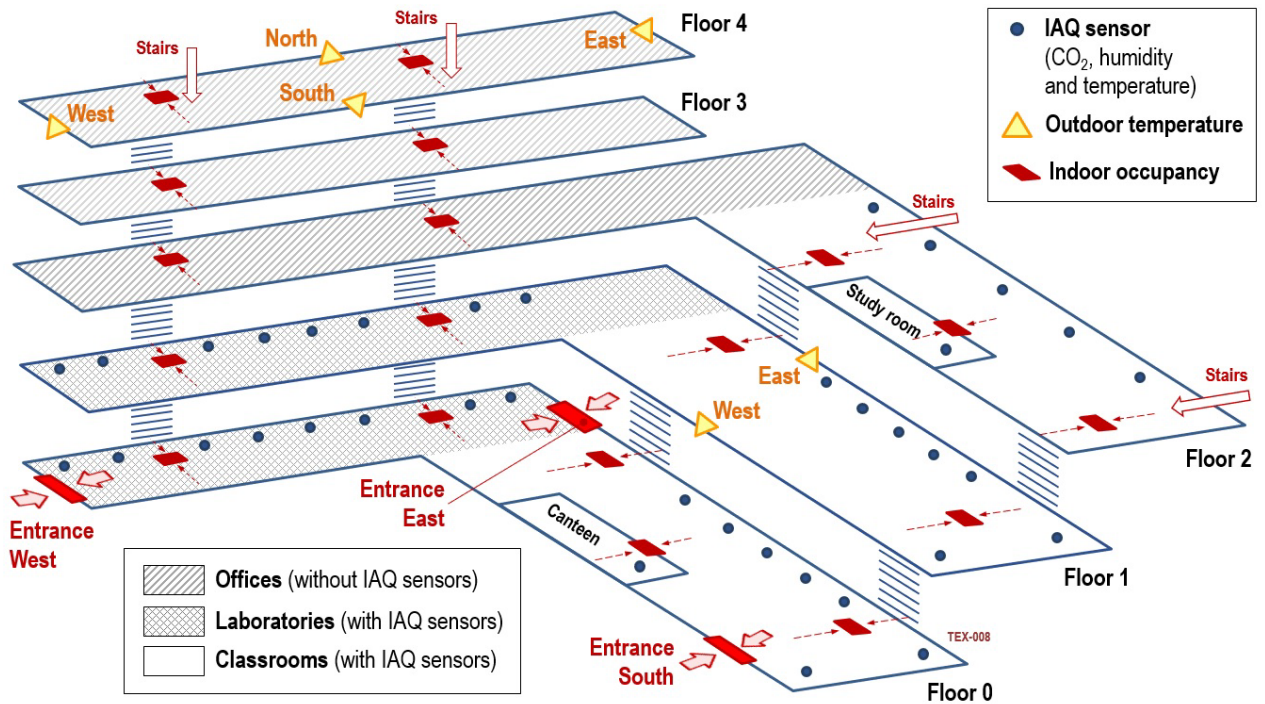 Stairs
Stairs
North
East
Floor 4
South
West
Floor 3
IAQ sensor
(CO₂, humidity
and temperature)
Outdoor temperature
Indoor occupancy
Stairs
Study room
East
Stairs
West
Floor 2
Entrance
East
Entrance
West
Canteen
Floor 1
Offices (without IAQ sensors)
Laboratories (with IAQ sensors)
Classrooms (with IAQ sensors)
Entrance
South
TEX-008
Floor 0